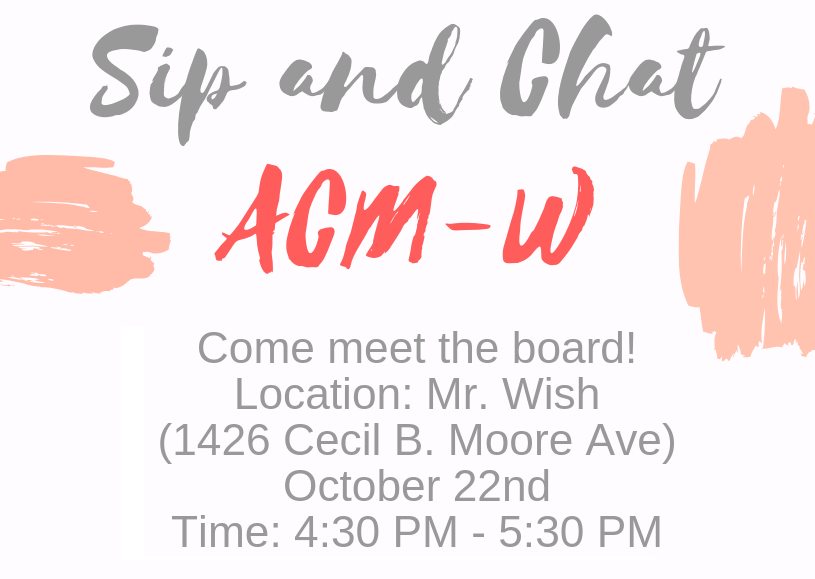 Sip and Chat
ACM-W
Come meet the board!
Location: Mr. Wish
(1426 Cecil B. Moore Ave)
October 22nd
Time: 4:30 PM - 5:30 PM